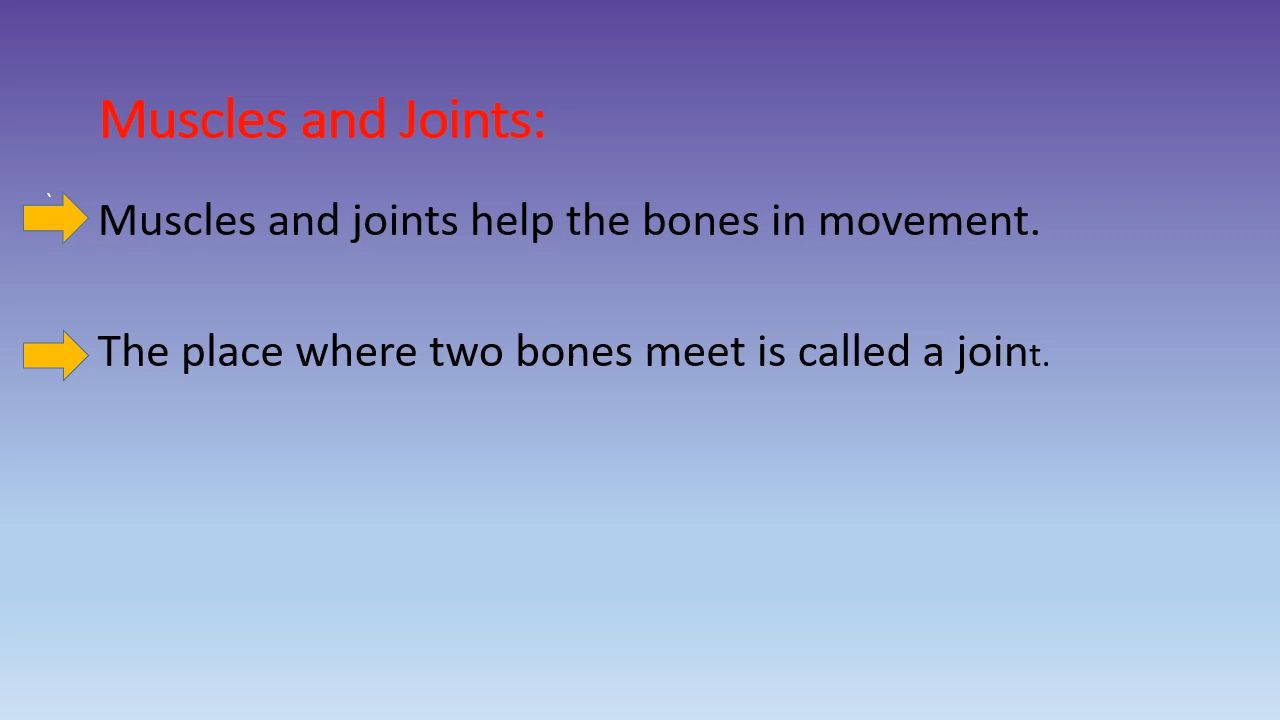 Muscles and Joints:
`
Muscles and joints help the bones in movement.
The place where two bones meet is called a joint.